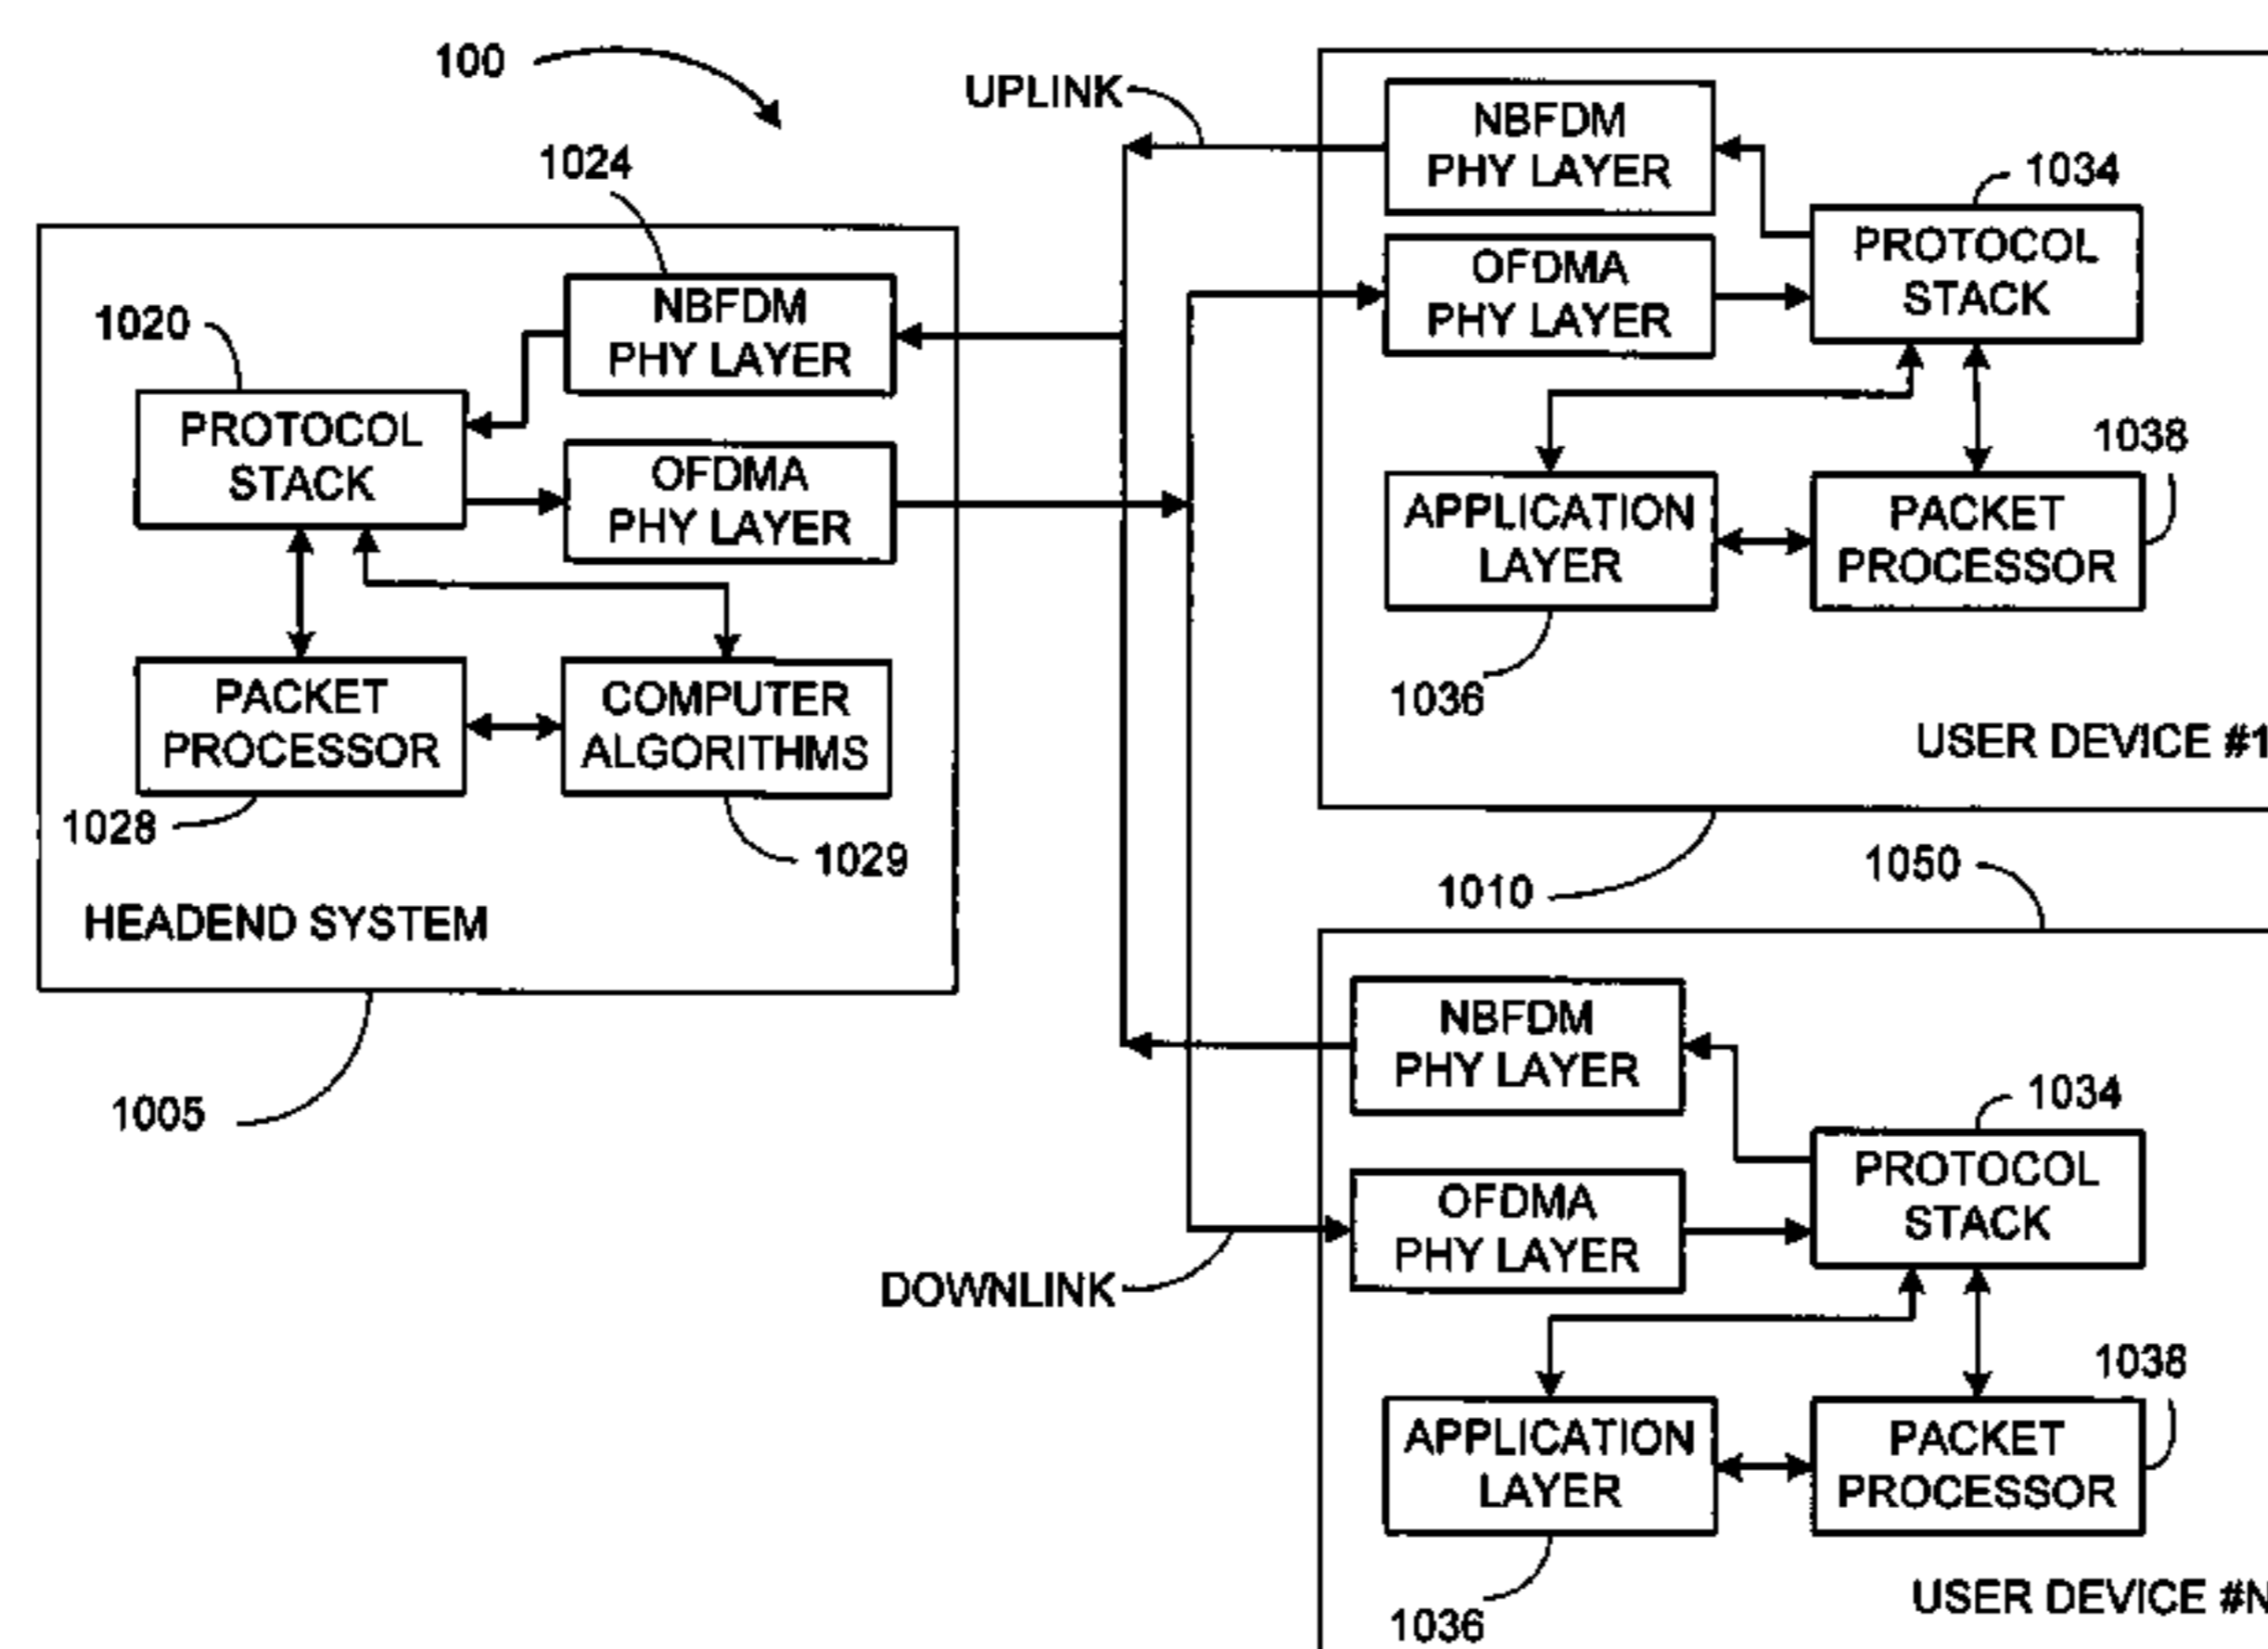 100
UPLINK
1024
NBFDM
PHY LAYER
1034
PROTOCOL
STACK
OFDMA
PHY LAYER
1020
NBFDM
PHY LAYER
PROTOCOL
STACK
OFDMA
PHY LAYER
1038
APPLICATION
LAYER
PACKET
PROCESSOR
1036
USER DEVICE #1
PACKET
PROCESSOR
COMPUTER
ALGORITHMS
1028
1029
HEADEND SYSTEM
1005
1010
1050
NBFDM
PHY LAYER
1034
PROTOCOL
STACK
OFDMA
PHY LAYER
DOWNLINK
1038
APPLICATION
LAYER
PACKET
PROCESSOR
1036
USER DEVICE #N